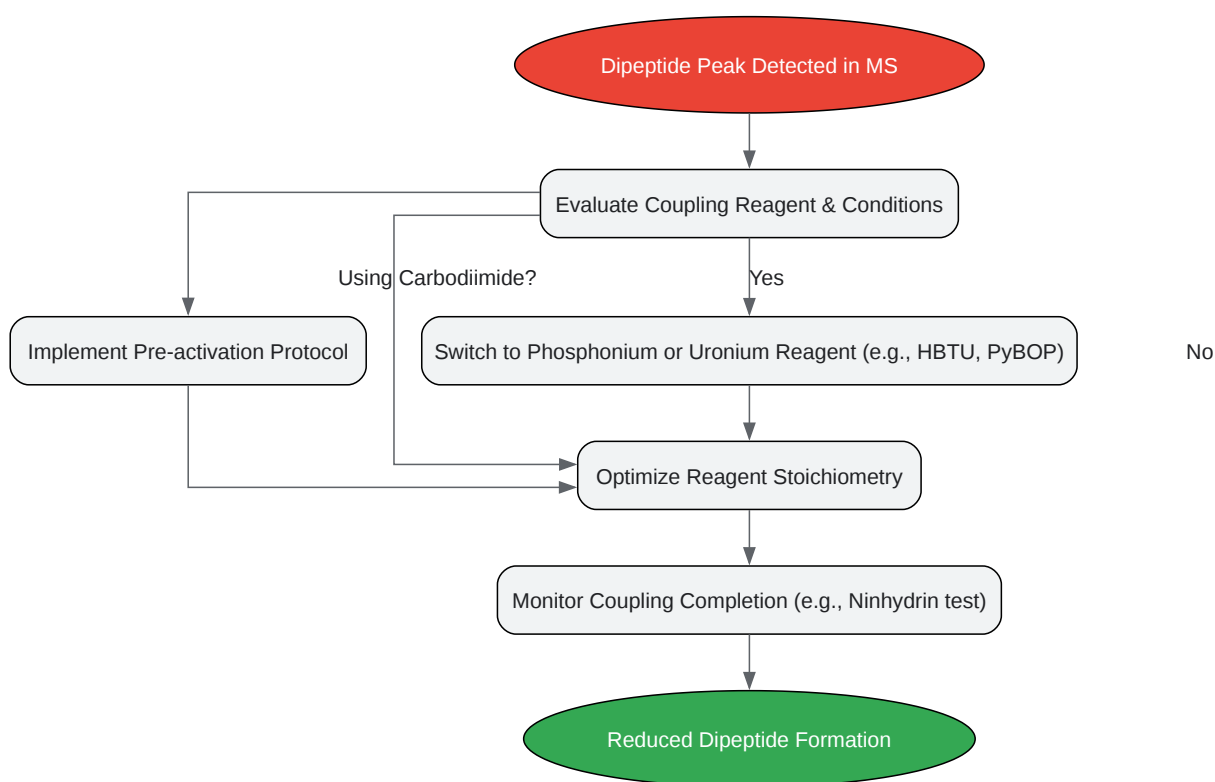 Dipeptide Peak Detected in MS
Evaluate Coupling Reagent & Conditions
Using Carbodiimide?
Yes
Implement Pre-activation Protocol
Switch to Phosphonium or Uronium Reagent (e.g., HBTU, PyBOP)
No
Optimize Reagent Stoichiometry
Monitor Coupling Completion (e.g., Ninhydrin test)
Reduced Dipeptide Formation